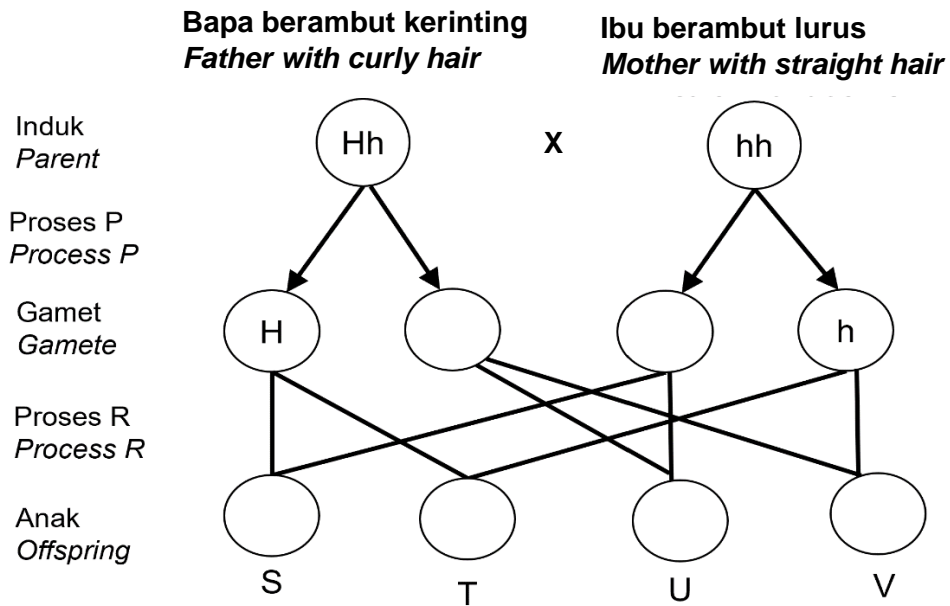 Bapa berambut kerinting
Father with curly hair
Ibu berambut lurus
Mother with straight hair
Induk
Parent
Hh
X
hh
Proses P
Process P
Gamet
Gamete
H
h
Proses R
Process R
Anak
Offspring
S
T
U
V